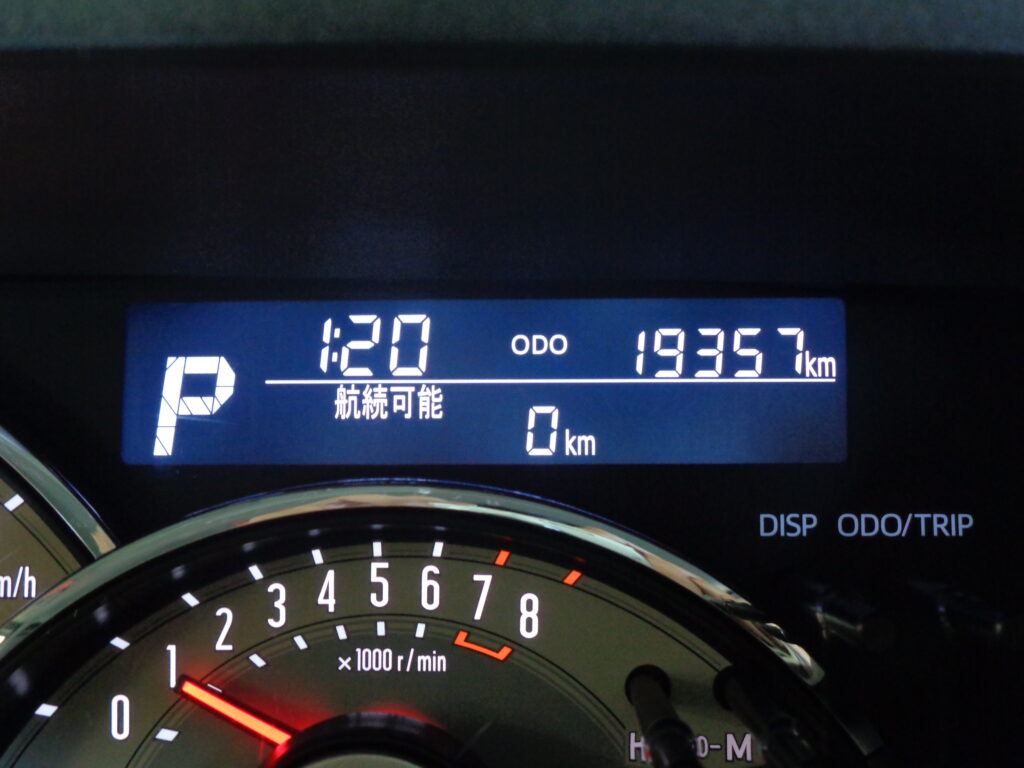 P 1:20 ODO 19357km
航続可能
0km
DISP ODO/TRIP
m/h
0 1 2 3 4 5 6 7 8
×1000 r/min